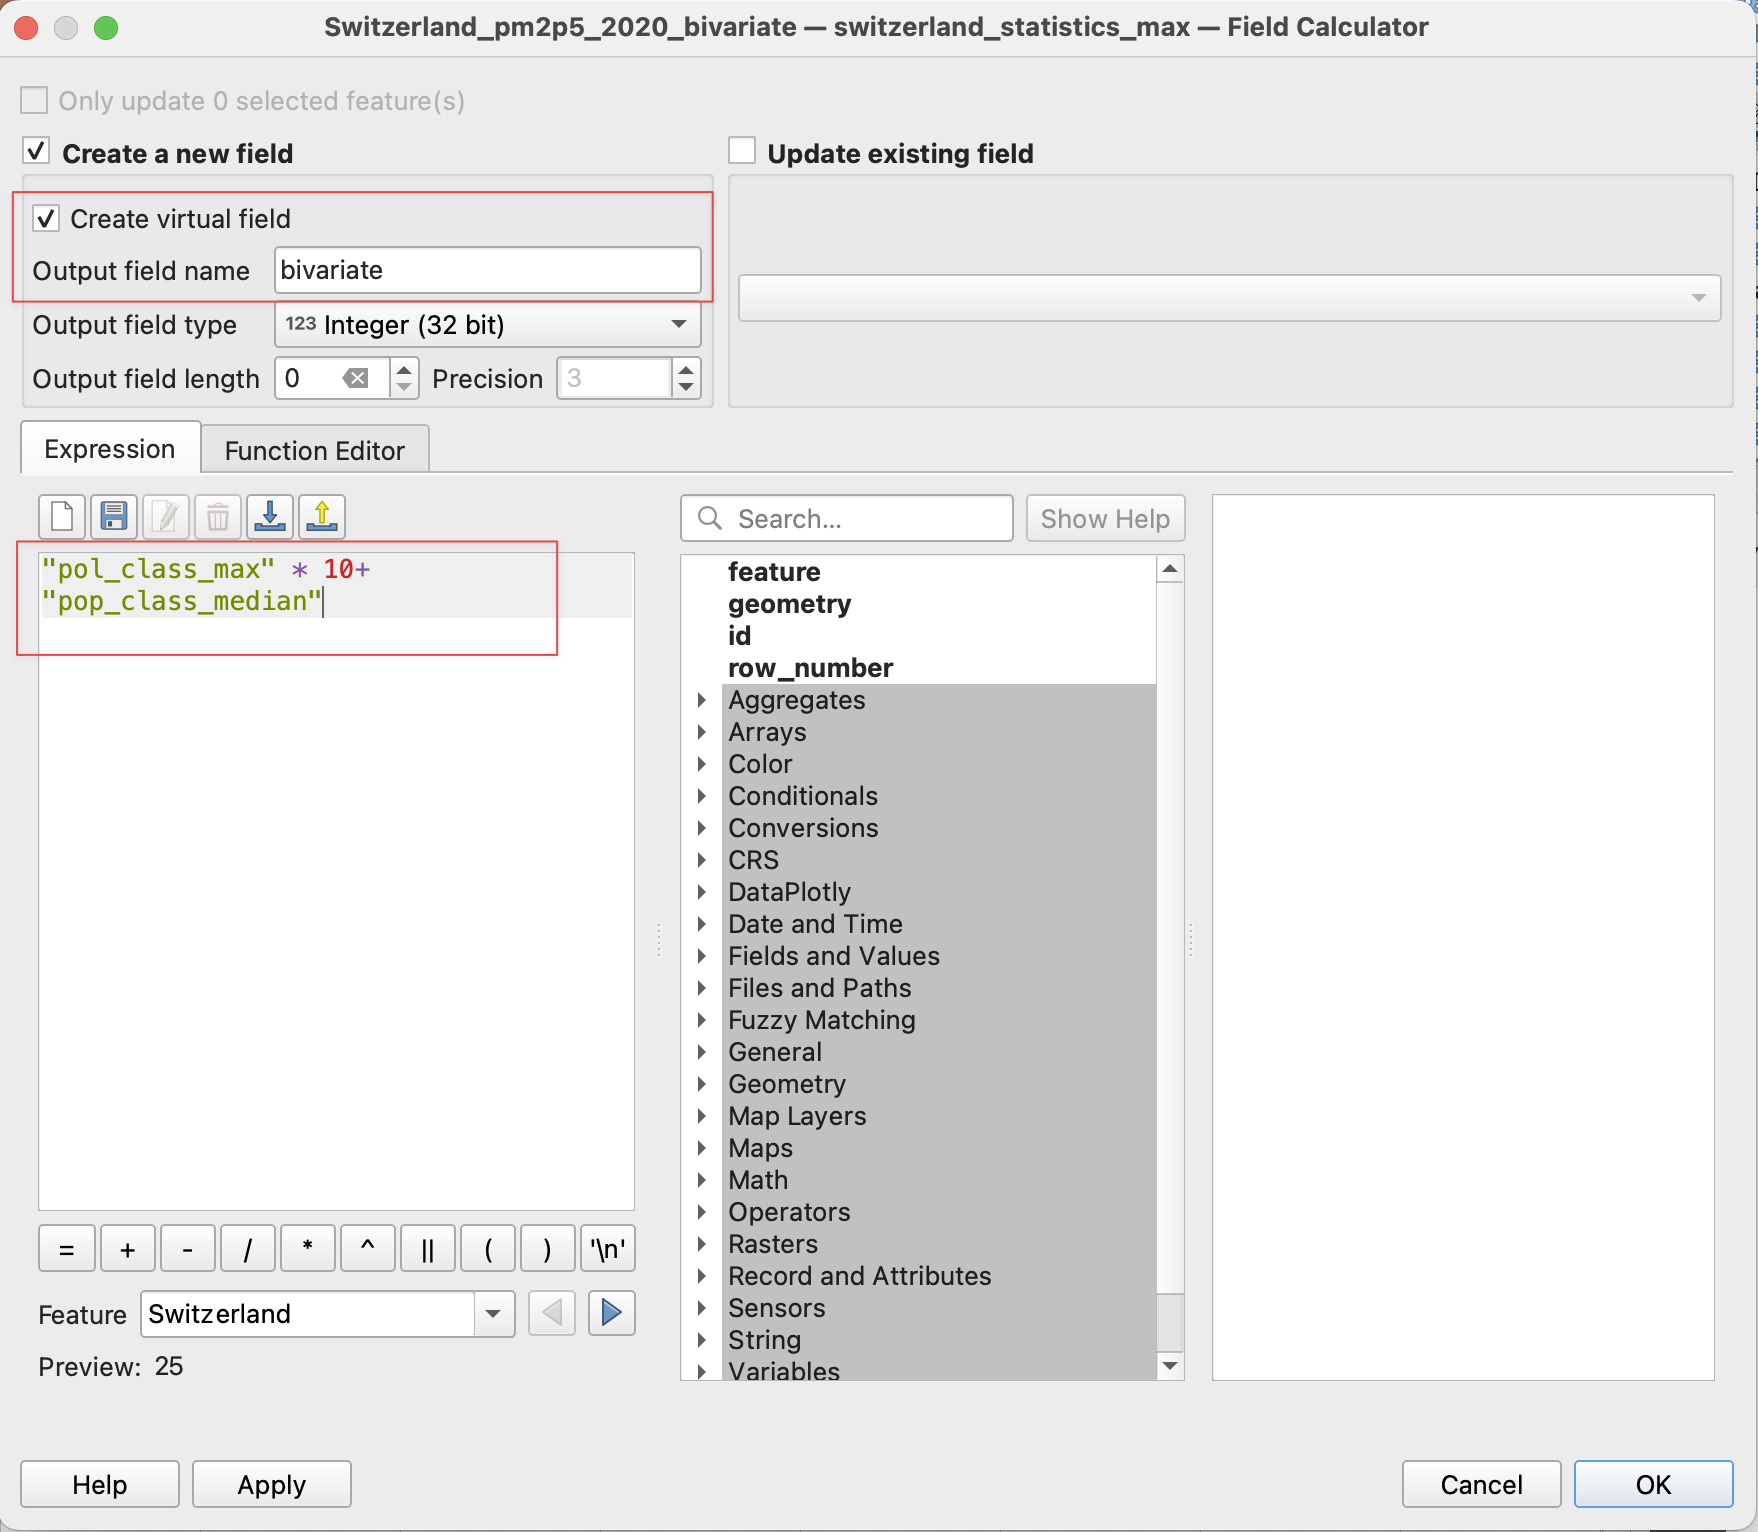 Switzerland_pm2p5_2020_bivariate — switzerland_statistics_max — Field Calculator
Only update 0 selected feature(s)
Create a new field
Update existing field
Create virtual field
Output field name bivariate
Output field type 123 Integer (32 bit)
Output field length 0 Precision 3
Expression Function Editor
Search... Show Help
"pol_class_max" * 10+
"pop_class_median"
feature
geometry
id
row_number
Aggregates
Arrays
Color
Conditionals
Conversions
CRS
DataPlotly
Date and Time
Fields and Values
Files and Paths
Fuzzy Matching
General
Geometry
Map Layers
Maps
Math
Operators
Rasters
Record and Attributes
Sensors
String
Variables
= + - / * ^ || ( ) '\n'
Feature Switzerland
Preview: 25
Help Apply Cancel OK